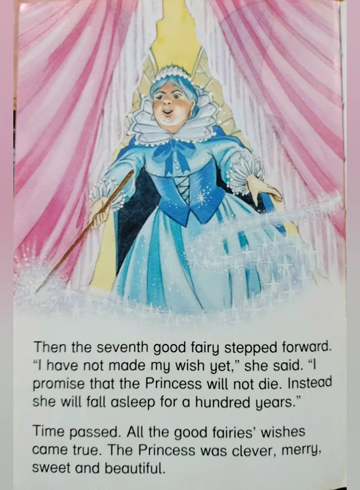 Then the seventh good fairy stepped forward.
“I have not made my wish yet,” she said. “I
promise that the Princess will not die. Instead
she will fall asleep for a hundred years.”
Time passed. All the good fairies’ wishes
came true. The Princess was clever, merry,
sweet and beautiful.